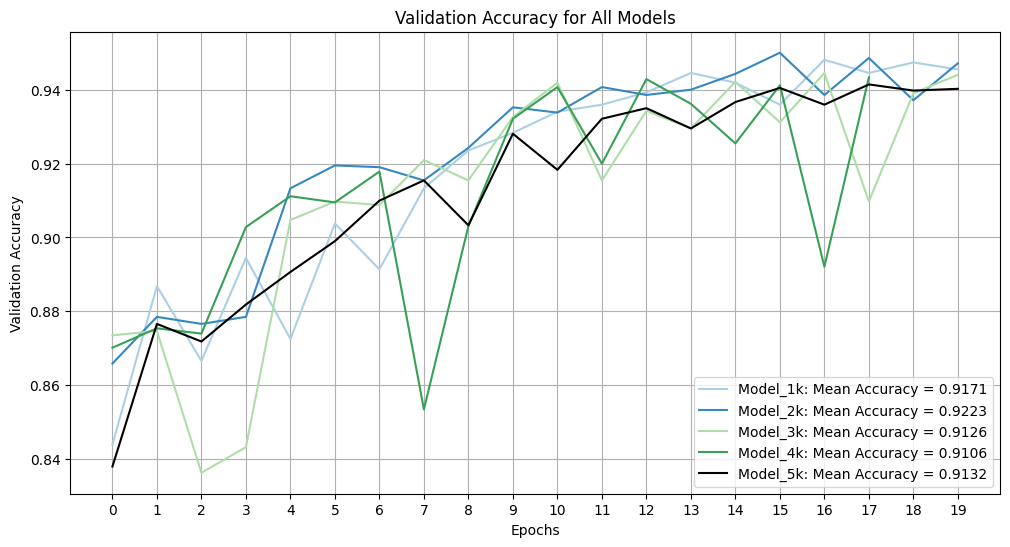 Validation Accuracy for All Models
Validation Accuracy
0.94
0.92
0.90
0.88
0.86
0.84
Model_1k: Mean Accuracy = 0.9171
Model_2k: Mean Accuracy = 0.9223
Model_3k: Mean Accuracy = 0.9126
Model_4k: Mean Accuracy = 0.9106
Model_5k: Mean Accuracy = 0.9132
0 1 2 3 4 5 6 7 8 9 10 11 12 13 14 15 16 17 18 19
Epochs